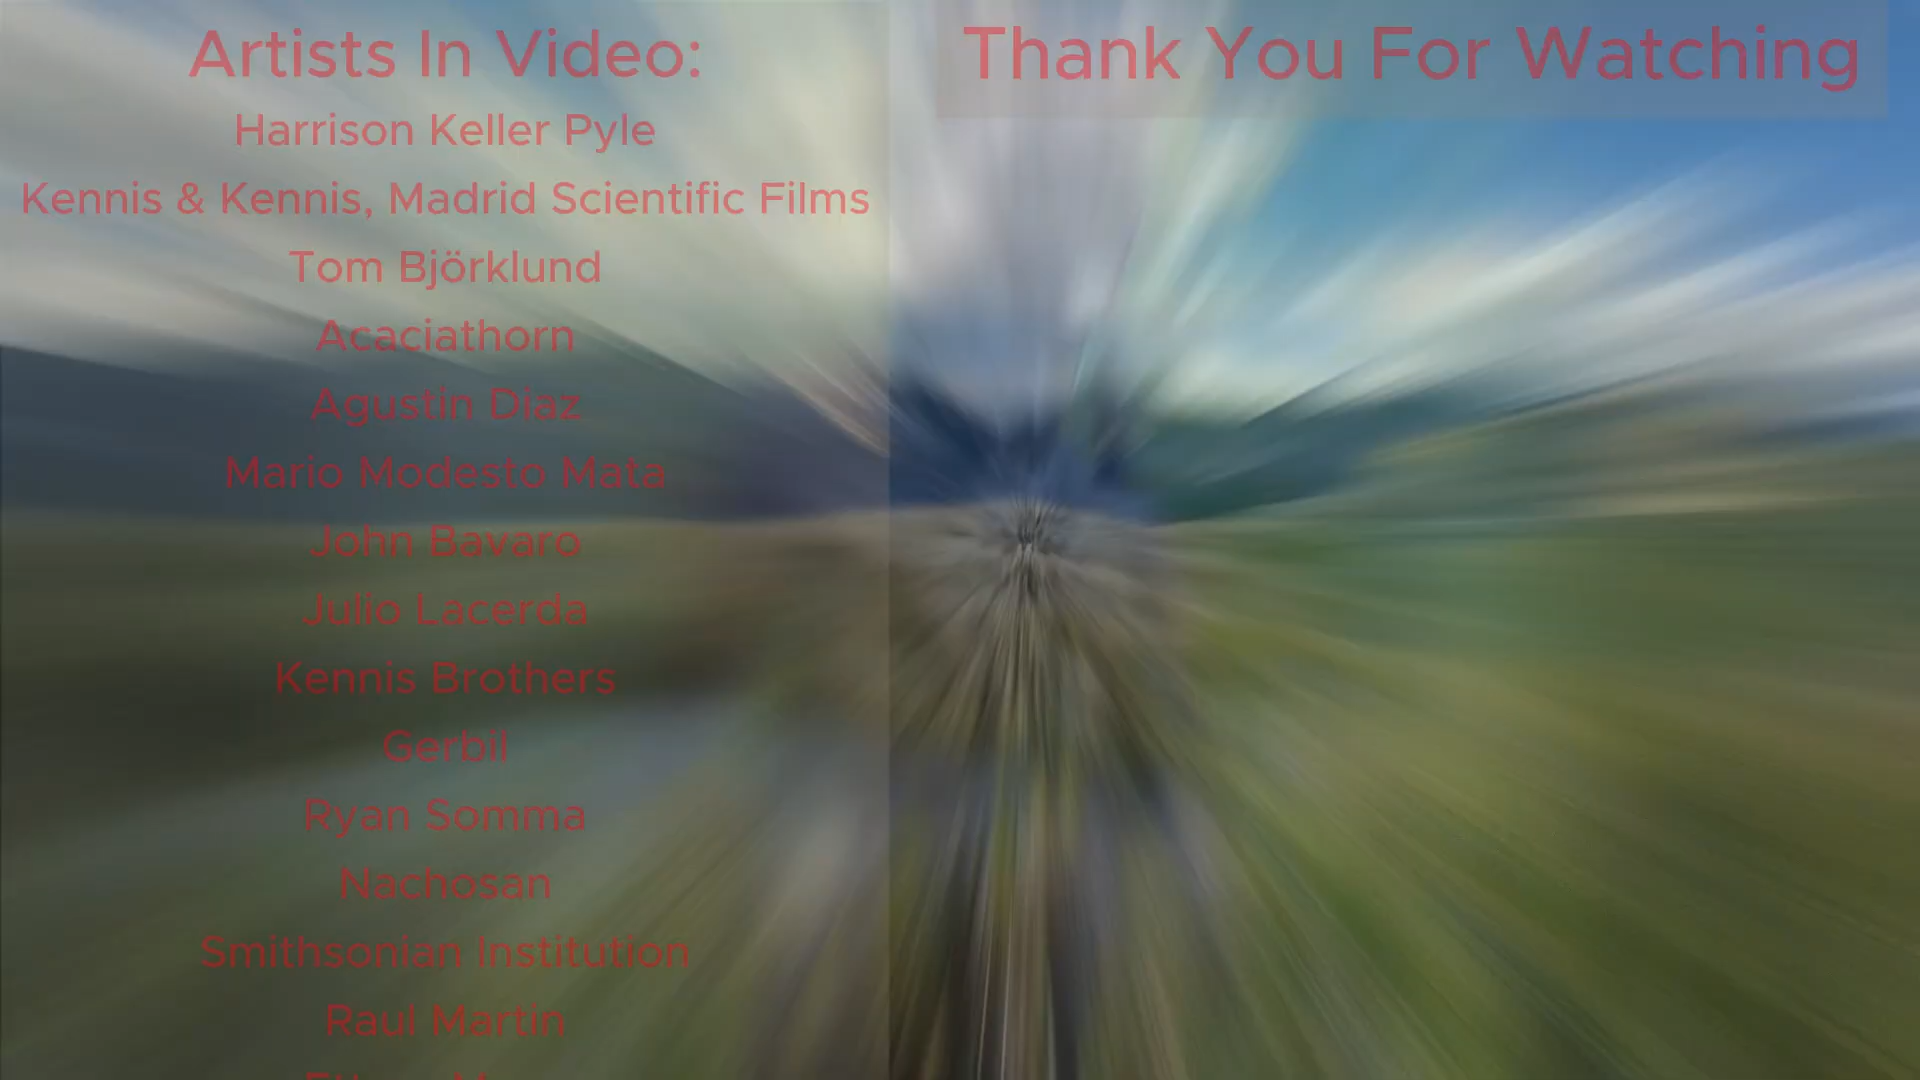 Artists In Video:
Thank You For Watching
Harrison Keller Pyle
Kennis & Kennis, Madrid Scientific Films
Tom Björklund
Acaciathorn
Agustin Diaz
Mario Modesto Mata
John Bavaro
Julio Lacerda
Kennis Brothers
Gerbil
Ryan Somma
Nachosan
Smithsonian Institution
Raul Martin